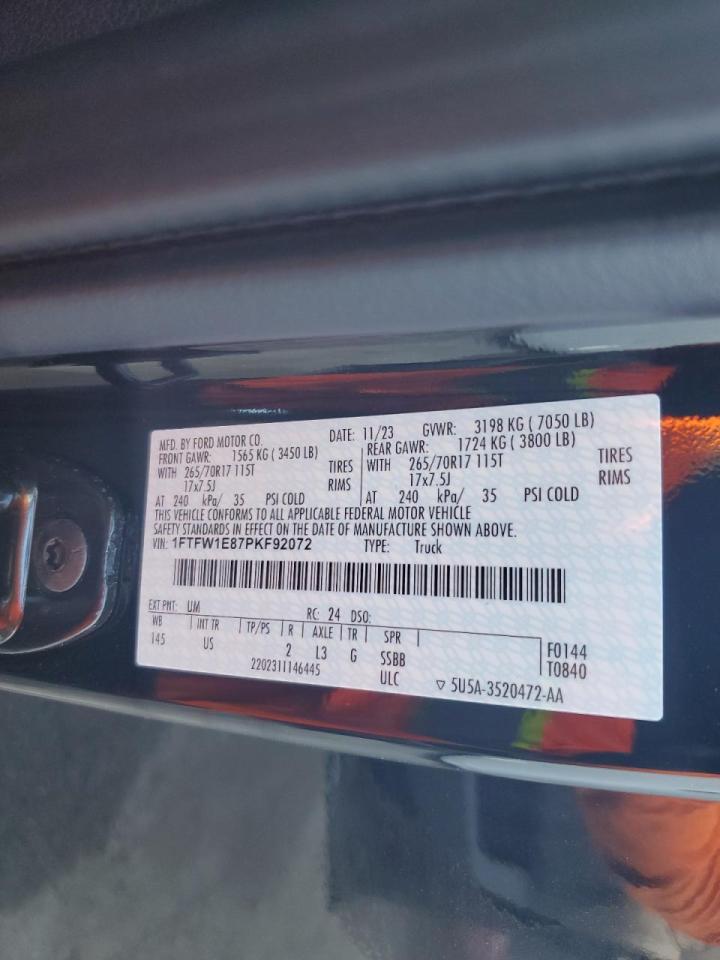 MFD. BY FORD MOTOR CO. DATE: 11/23 GVWR: 3198 KG ( 7050 LB)
FRONT GAWR: 1565 KG ( 3450 LB) REAR GAWR: 1724 KG ( 3800 LB)
WITH 265/70R17 115T TIRES WITH 265/70R17 115T TIRES
17x7.5J RIMS 17x7.5J RIMS
AT 240 kPa/ 35 PSI COLD AT 240 kPa/ 35 PSI COLD
THIS VEHICLE CONFORMS TO ALL APPLICABLE FEDERAL MOTOR VEHICLE
SAFETY STANDARDS IN EFFECT ON THE DATE OF MANUFACTURE SHOWN ABOVE.
VIN: 1FTFW1E87PKF92072 TYPE: Truck
EXT PNT: UM RC: 24 DSO:
WB INT TR TP/PS R AXLE TR SPR F0144
145 US 2 L3 G SSBB T0840
2202311146445 ULC ▽ 5U5A-3520472-AA